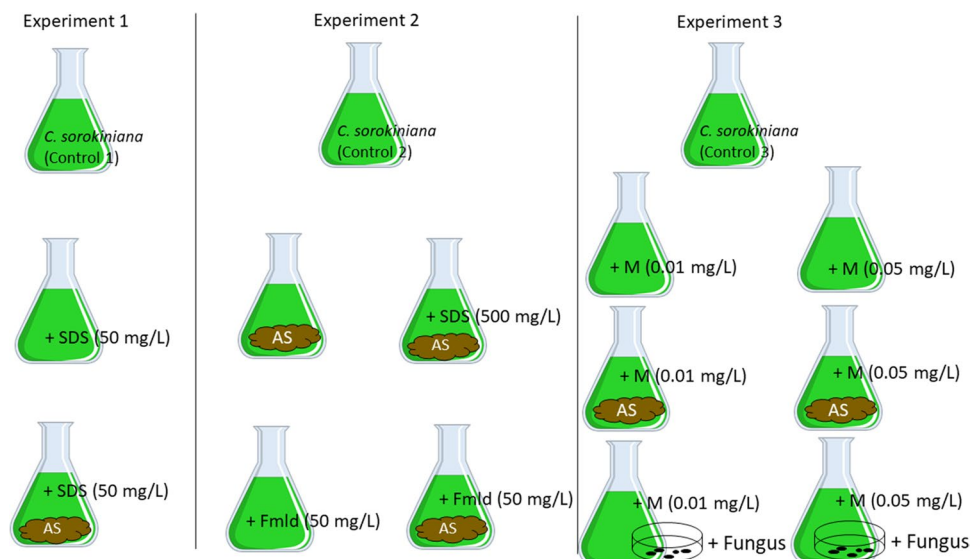 Experiment 1
Experiment 2
Experiment 3
C. sorokiniana
(Control 1)
C. sorokiniana
(Control 2)
C. sorokiniana
(Control 3)
+ M (0.01 mg/L)
+ M (0.05 mg/L)
+ SDS (50 mg/L)
AS
+ SDS (500 mg/L)
AS
+ M (0.01 mg/L)
AS
+ M (0.05 mg/L)
AS
+ SDS (50 mg/L)
AS
+ Fmld (50 mg/L)
+ Fmld (50 mg/L)
AS
+ M (0.01 mg/L)
+ Fungus
+ M (0.05 mg/L)
+ Fungus